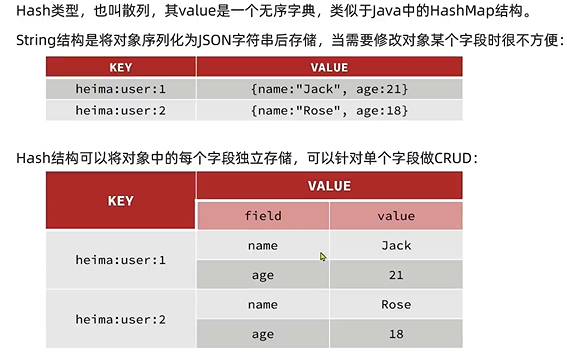 Hash类型，也叫散列，其value是一个无序字典，类似于Java中的HashMap结构。
String结构是将对象序列化为JSON字符串后存储，当需要修改对象某个字段时很不方便：
KEY VALUE
heima:user:1 {name:"Jack", age:21}
heima:user:2 {name:"Rose", age:18}
Hash结构可以将对象中的每个字段独立存储，可以针对单个字段做CRUD：
KEY VALUE
field value
heima:user:1 name Jack
age 21
heima:user:2 name Rose
age 18